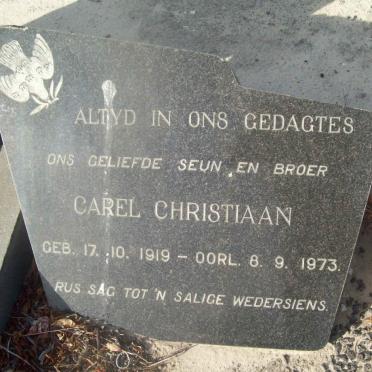 ALTYD IN ONS GEDAGTES
ONS GELIEFDE SEUN EN BROER
CAREL CHRISTIAAN
GEB. 17. 10. 1919 – OORL. 8. 9. 1973.
RUS SAG TOT 'N SALIGE WEDERSIENS.